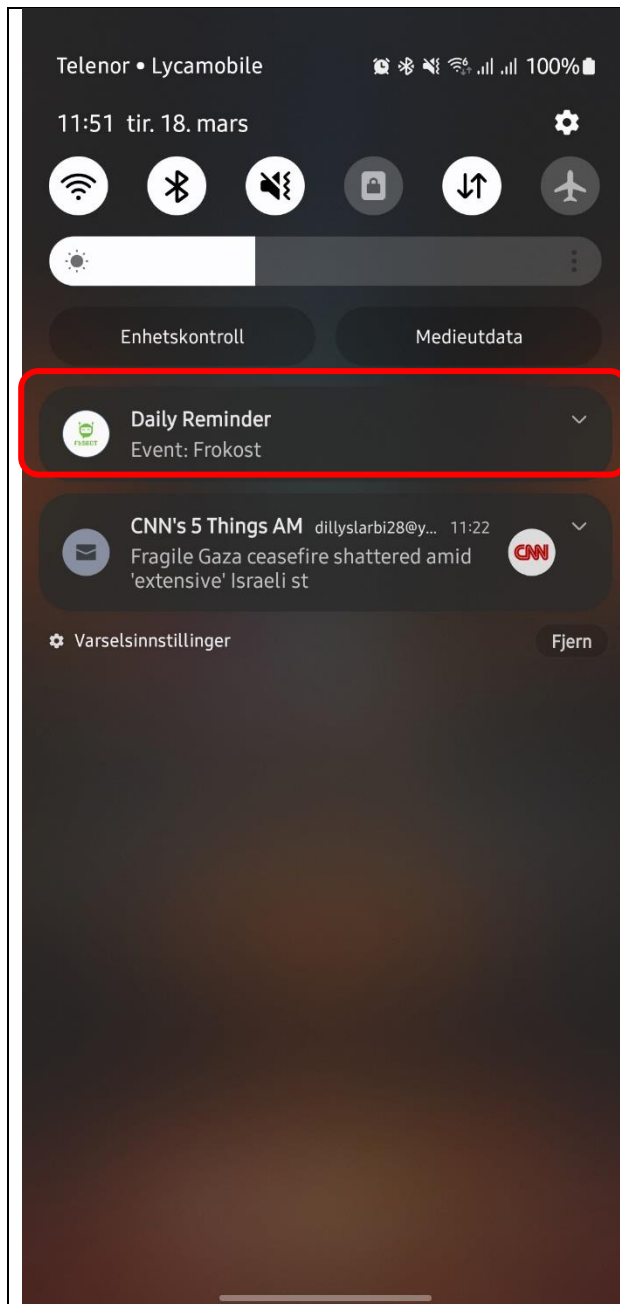 Telenor • Lycamobile 100%
11:51 tir. 18. mars
Enhetskontroll Medieutdata
Daily Reminder
Event: Frokost
CNN's 5 Things AM dillyslarbi28@y... 11:22
Fragile Gaza ceasefire shattered amid
'extensive' Israeli st
CNN
Varselsinnstillinger Fjern